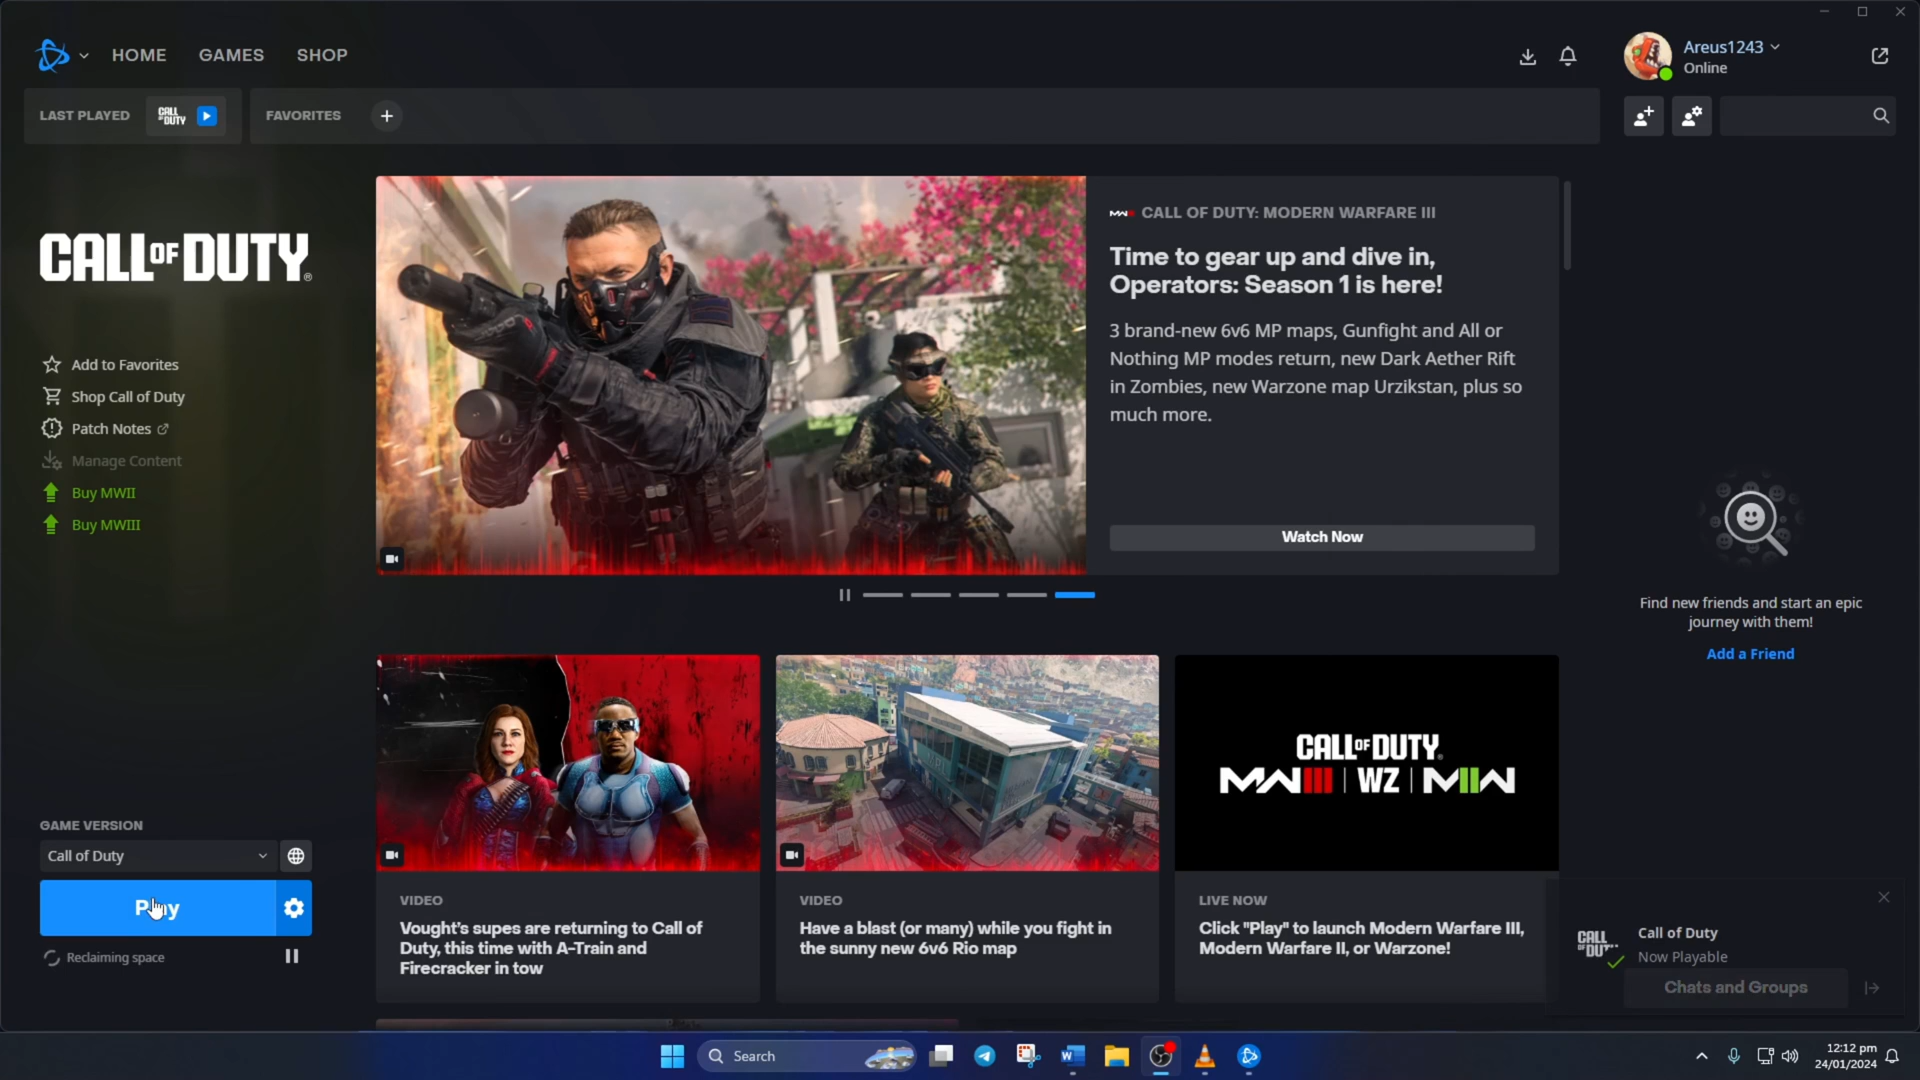 HOME
GAMES
SHOP
Areus1243
Online
LAST PLAYED
CALL OF DUTY
FAVORITES
CALL OF DUTY
Add to Favorites
Shop Call of Duty
Patch Notes
Manage Content
Buy MWII
Buy MWIII
CALL OF DUTY: MODERN WARFARE III
Time to gear up and dive in,
Operators: Season 1 is here!
3 brand-new 6v6 MP maps, Gunfight and All or
Nothing MP modes return, new Dark Aether Rift
in Zombies, new Warzone map Urzikstan, plus so
much more.
Watch Now
Find new friends and start an epic
journey with them!
Add a Friend
CALL OF DUTY
MWIII | WZ | MWII
GAME VERSION
Call of Duty
Play
Reclaiming space
VIDEO
Vought's supes are returning to Call of
Duty, this time with A-Train and
Firecracker in tow
VIDEO
Have a blast (or many) while you fight in
the sunny new 6v6 Rio map
LIVE NOW
Click "Play" to launch Modern Warfare III,
Modern Warfare II, or Warzone!
CALL OF DUTY
Call of Duty
Now Playable
Chats and Groups
Search
12:12 pm
24/01/2024